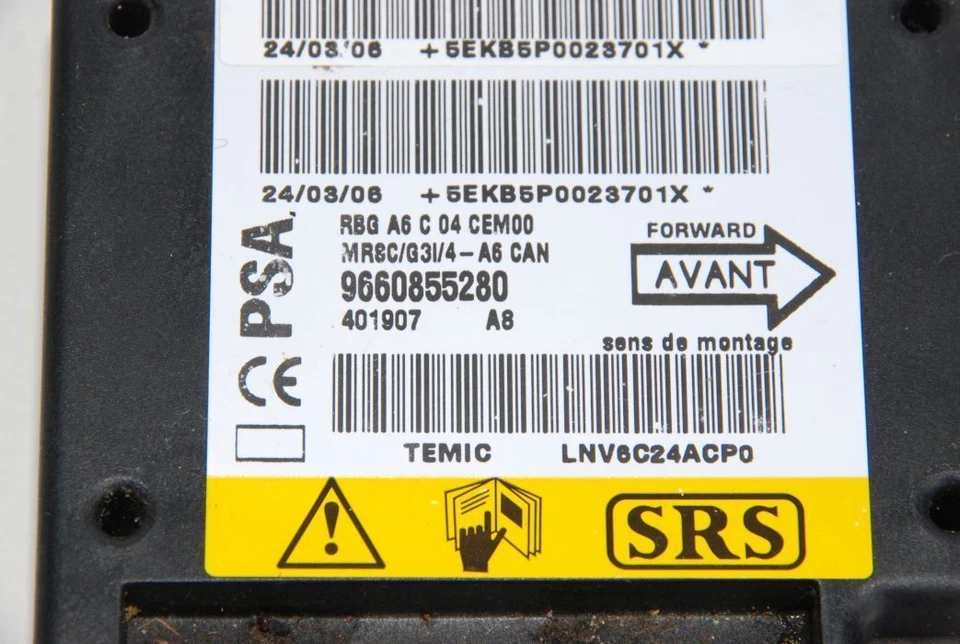 24/03/06 +5EKB5P0023701X *
24/03/06 +5EKB5P0023701X *
PSA
RBG A6 C 04 CEM00
MRSC/G3I/4-A6 CAN
9660855280
401907 A8
FORWARD
AVANT
sens de montage
CE
TEMIC LNV6C24ACP0
SRS